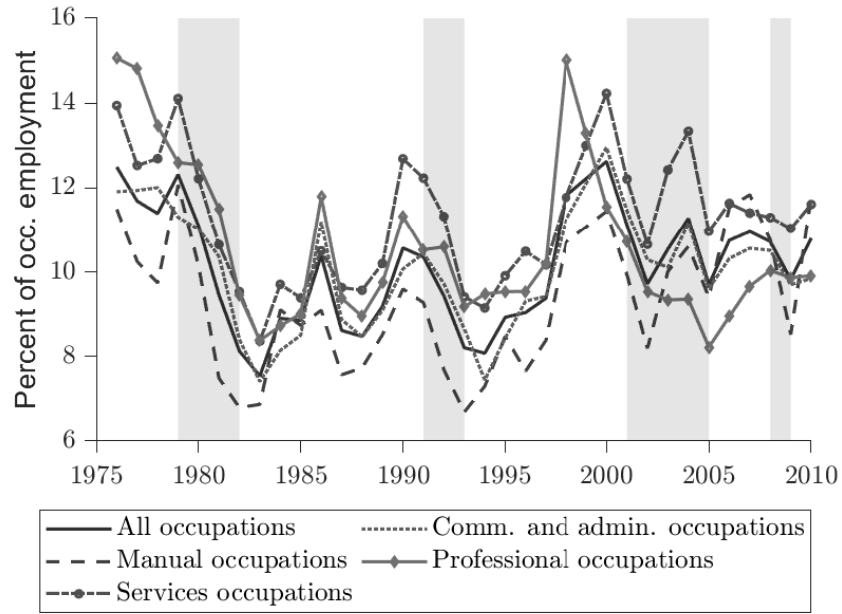 Percent of occ. employment
16
14
12
10
8
6
1975 1980 1985 1990 1995 2000 2005 2010
All occupations Comm. and admin. occupations
Manual occupations Professional occupations
Services occupations